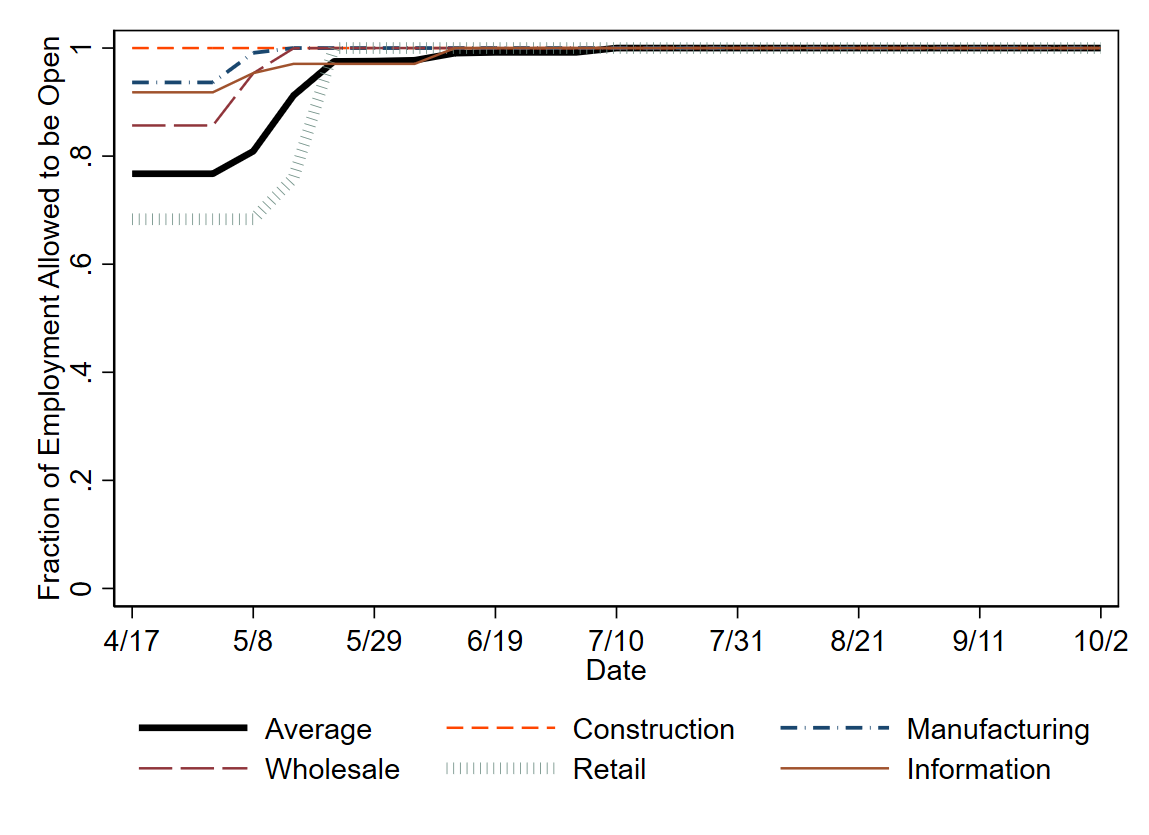 Fraction of Employment Allowed to be Open
1
.8
.6
.4
.2
0
4/17 5/8 5/29 6/19 7/10 7/31 8/21 9/11 10/2
Date
Average Construction Manufacturing
Wholesale Retail Information